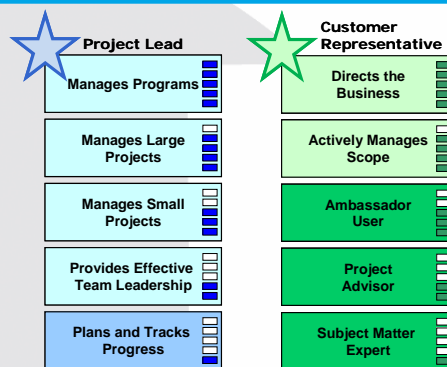 Project Lead
Manages Programs
Manages Large
Projects
Manages Small
Projects
Provides Effective
Team Leadership
Plans and Tracks
Progress
Customer
Representative
Directs the
Business
Actively Manages
Scope
Ambassador
User
Project
Advisor
Subject Matter
Expert